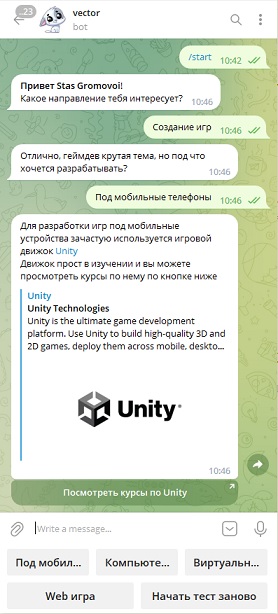 ..23
vector
bot
/start
10:42
Привет Stas Gromovoi!
Какое направление тебя интересует?
10:46
Создание игр
10:46
Отлично, геймдев крутая тема, но под что
хочется разрабатывать?
10:46
Под мобильные телефоны
10:46
Для разработки игр под мобильные
устройства зачастую используется игровой
движок Unity
Движок прост в изучении и вы можете
просмотреть курсы по нему по кнопке ниже
Unity
Unity Technologies
Unity is the ultimate game development
platform. Use Unity to build high-quality 3D and
2D games, deploy them across mobile, deskto...
Unity
10:46
Посмотреть курсы по Unity
Write a message...
Под мобил...
Компьюте...
Виртуальн...
Web игра
Начать тест заново